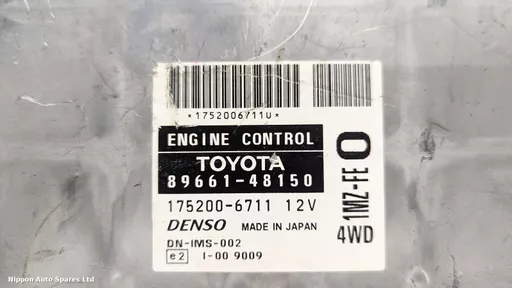 *1752006711U*
ENGINE CONTROL
TOYOTA
89661-48150
175200-6711 12V
DENSO MADE IN JAPAN
DN-IMS-002
e2 I-00 9009
1MZ-FE O
4WD
Nippon Auto Spares Ltd